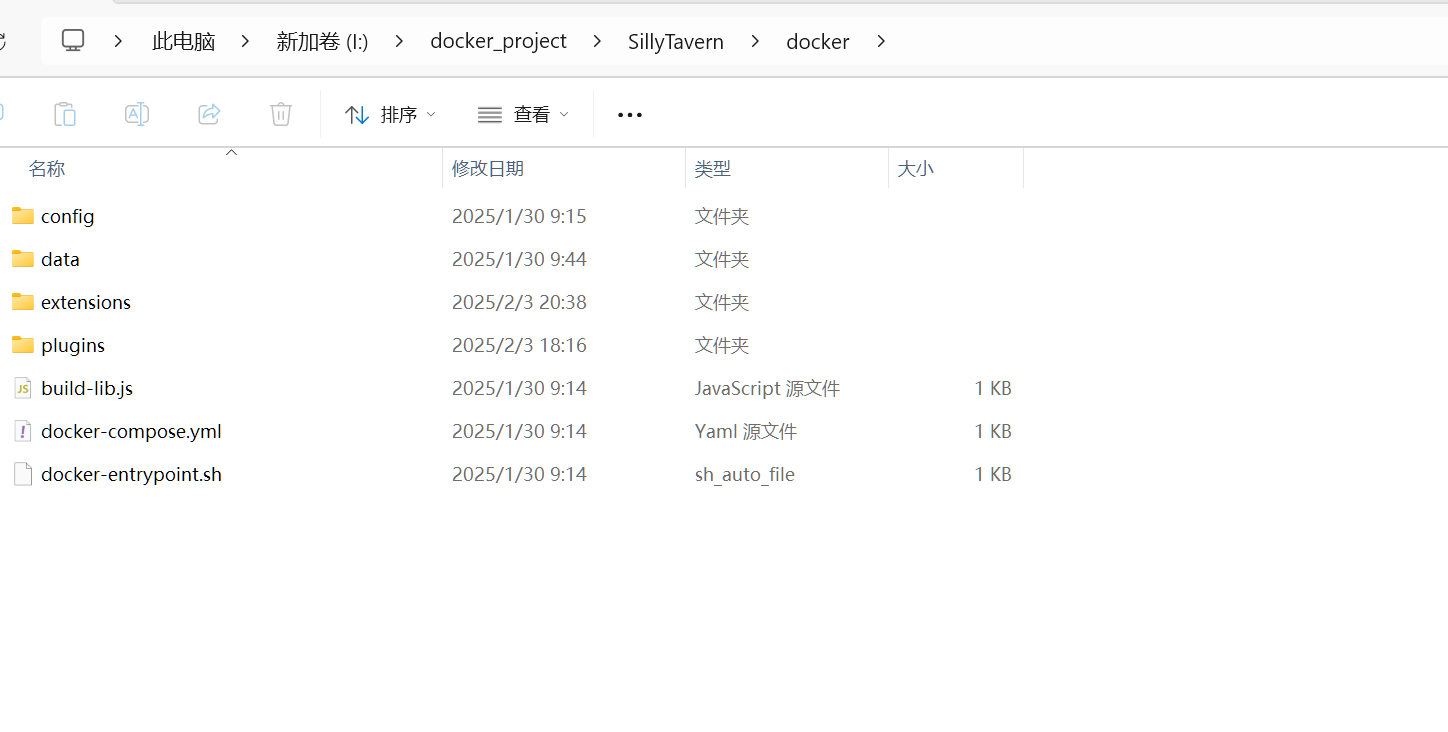 此电脑 新加卷 (I:) docker_project SillyTavern docker
排序 查看
名称 修改日期 类型 大小
config 2025/1/30 9:15 文件夹
data 2025/1/30 9:44 文件夹
extensions 2025/2/3 20:38 文件夹
plugins 2025/2/3 18:16 文件夹
build-lib.js 2025/1/30 9:14 JavaScript 源文件 1 KB
docker-compose.yml 2025/1/30 9:14 Yaml 源文件 1 KB
docker-entrypoint.sh 2025/1/30 9:14 sh_auto_file 1 KB